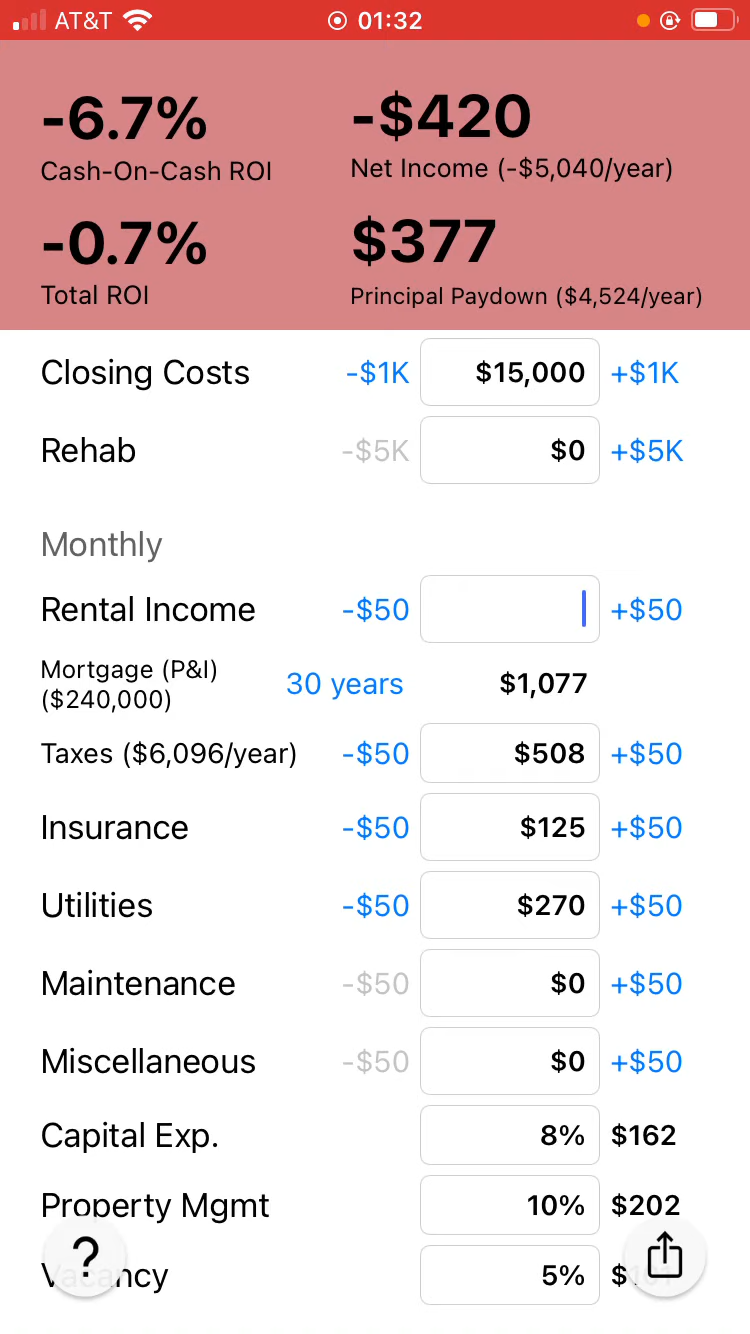 AT&T 01:32
-6.7% -$420
Cash-On-Cash ROI Net Income (-$5,040/year)
-0.7% $377
Total ROI Principal Paydown ($4,524/year)
Closing Costs -$1K $15,000 +$1K
Rehab -$5K $0 +$5K
Monthly
Rental Income -$50 +$50
Mortgage (P&I)
($240,000) 30 years $1,077
Taxes ($6,096/year) -$50 $508 +$50
Insurance -$50 $125 +$50
Utilities -$50 $270 +$50
Maintenance -$50 $0 +$50
Miscellaneous -$50 $0 +$50
Capital Exp. 8% $162
Property Mgmt 10% $202
?
Vacancy 5% $101